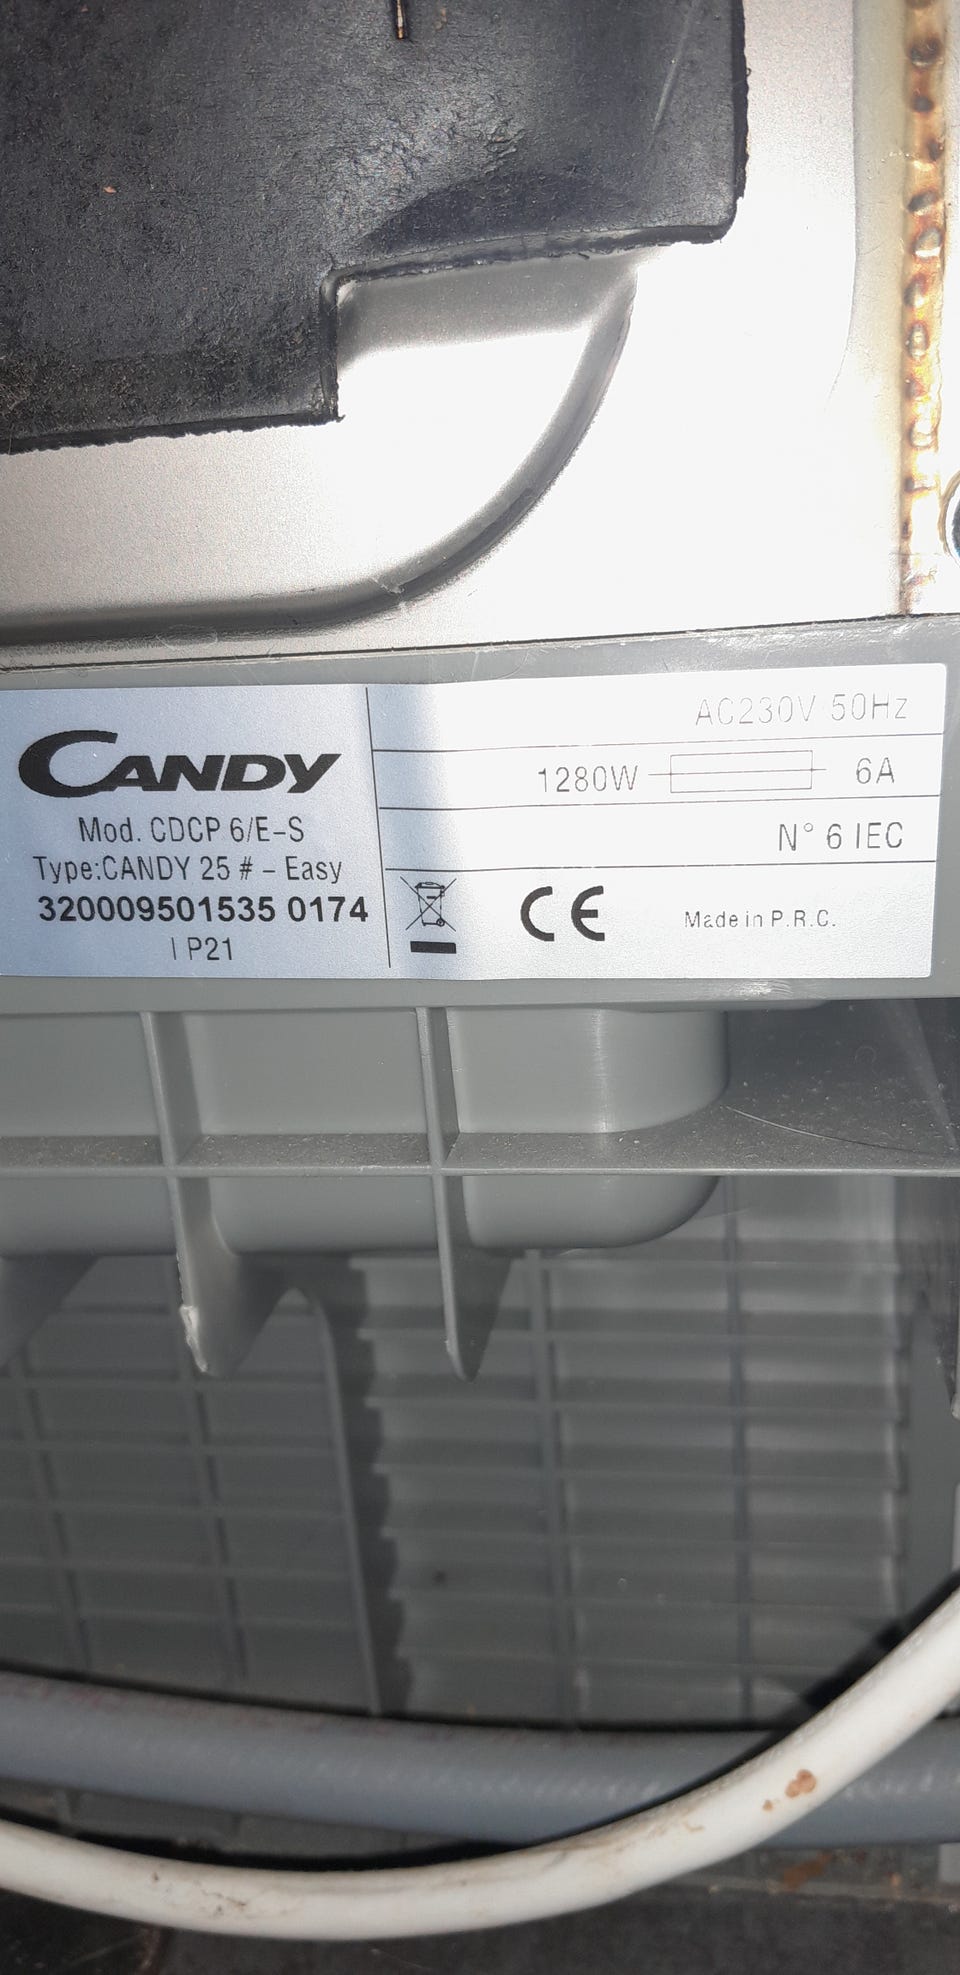 CANDY
Mod. CDCP 6/E-S
Type:CANDY 25 # - Easy
320009501535 0174
IP21
AC230V 50Hz
1280W 6A
N° 6 IEC
CE
Made in P.R.C.